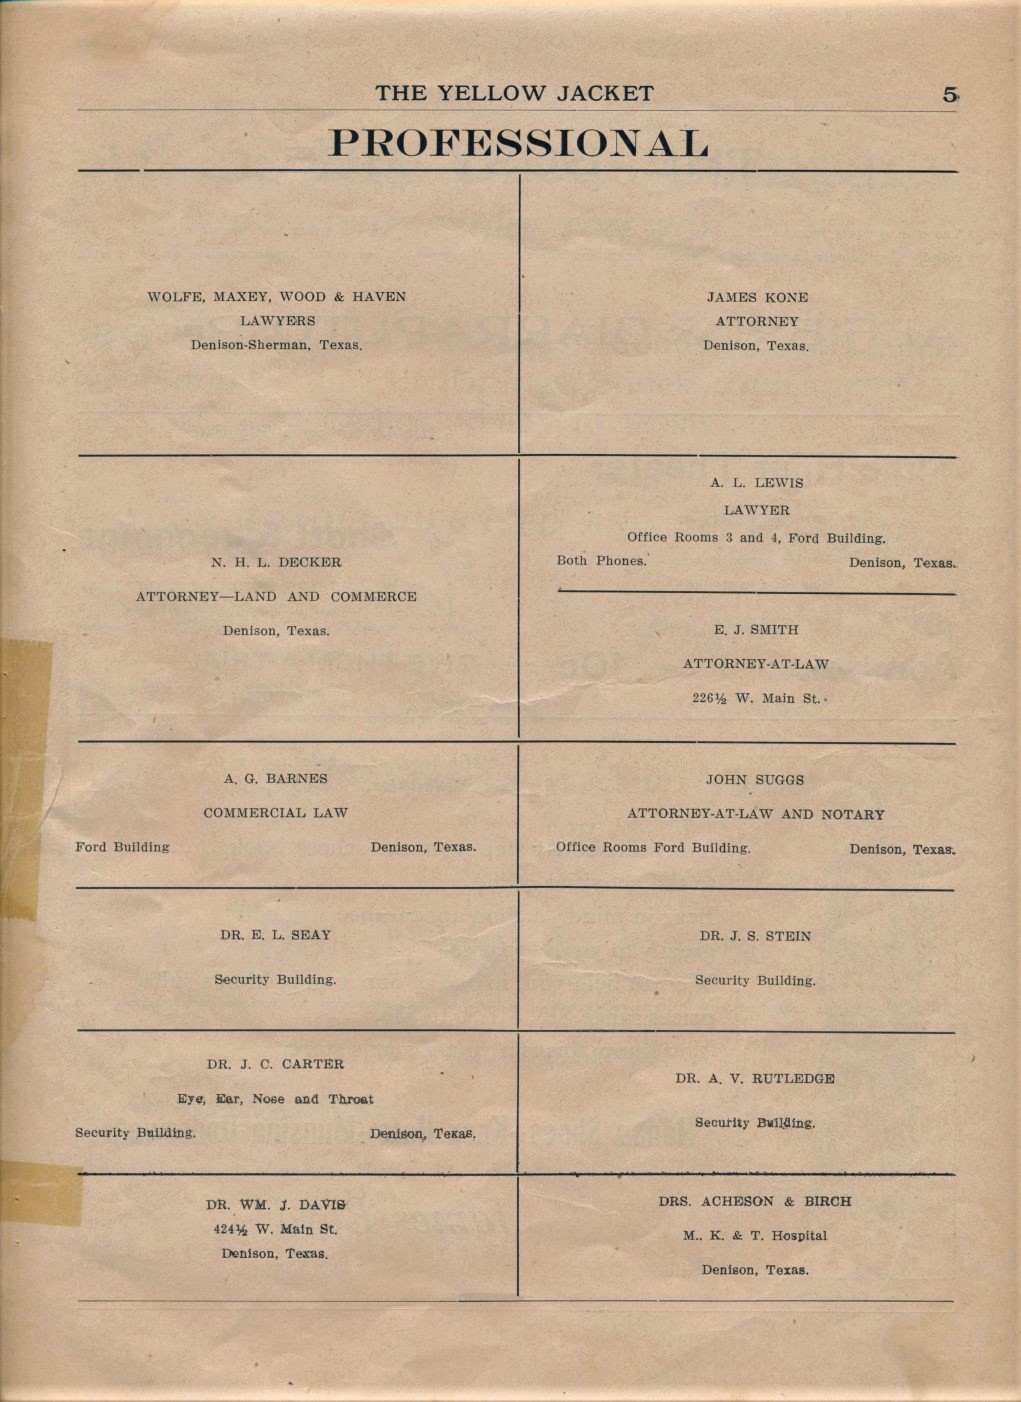 THE YELLOW JACKET 5
PROFESSIONAL
WOLFE, MAXEY, WOOD & HAVEN
LAWYERS
Denison-Sherman, Texas.
JAMES KONE
ATTORNEY
Denison, Texas.
N. H. L. DECKER
ATTORNEY—LAND AND COMMERCE
Denison, Texas.
A. L. LEWIS
LAWYER
Office Rooms 3 and 4, Ford Building.
Both Phones. Denison, Texas.
E. J. SMITH
ATTORNEY-AT-LAW
226½ W. Main St.
A. G. BARNES
COMMERCIAL LAW
Ford Building Denison, Texas.
JOHN SUGGS
ATTORNEY-AT-LAW AND NOTARY
Office Rooms Ford Building. Denison, Texas.
DR. E. L. SEAY
Security Building.
DR. J. S. STEIN
Security Building.
DR. J. C. CARTER
Eye, Ear, Nose and Throat
Security Building. Denison, Texas.
DR. A. V. RUTLEDGE
Security Building.
DR. WM. J. DAVIS
424½ W. Main St.
Denison, Texas.
DRS. ACHESON & BIRCH
M., K. & T. Hospital
Denison, Texas.